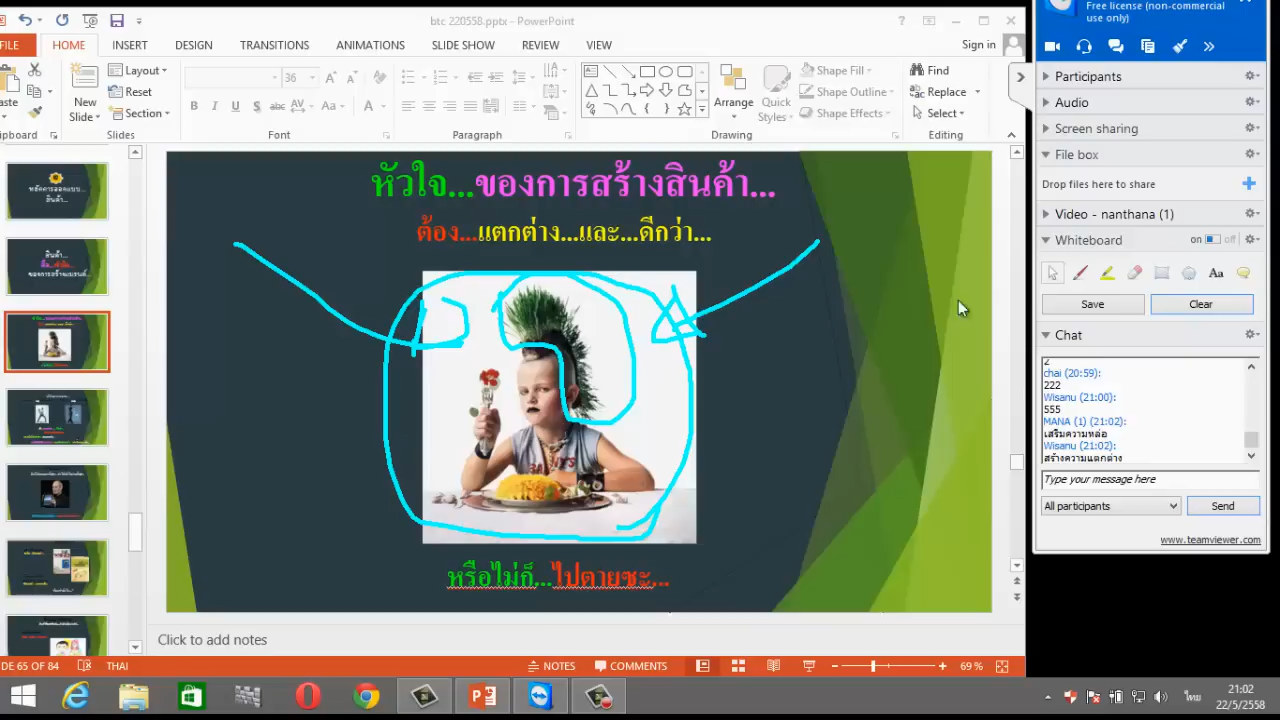 btc 220558.pptx - PowerPoint
Free license (non-commercial
use only)
FILE
HOME
INSERT
DESIGN
TRANSITIONS
ANIMATIONS
SLIDE SHOW
REVIEW
VIEW
Sign in
New
Slide
Layout
Reset
Section
36
Arrange
Quick
Styles
Shape Fill
Shape Outline
Shape Effects
Find
Replace
Select
Slides
Font
Paragraph
Drawing
Editing
Participants
Audio
Screen sharing
File box
Drop files here to share
Video - nanthana (1)
Whiteboard
on
off
Aa
Save
Clear
Chat
2
chai (20:59):
222
Wisanu (21:00):
555
MANA (1) (21:02):
เสริมความหล่อ
Wisanu (21:02):
สร้างความแตกต่าง
Type your message here
All participants
Send
www.teamviewer.com
หัวใจ...ของการสร้างสินค้า...
ต้อง...แตกต่าง...และ...ดีกว่า...
หรือไม่ก็...ไปตายซะ...
Click to add notes
DE 65 OF 84
THAI
NOTES
COMMENTS
69 %
ไทย
21:02
22/5/2558